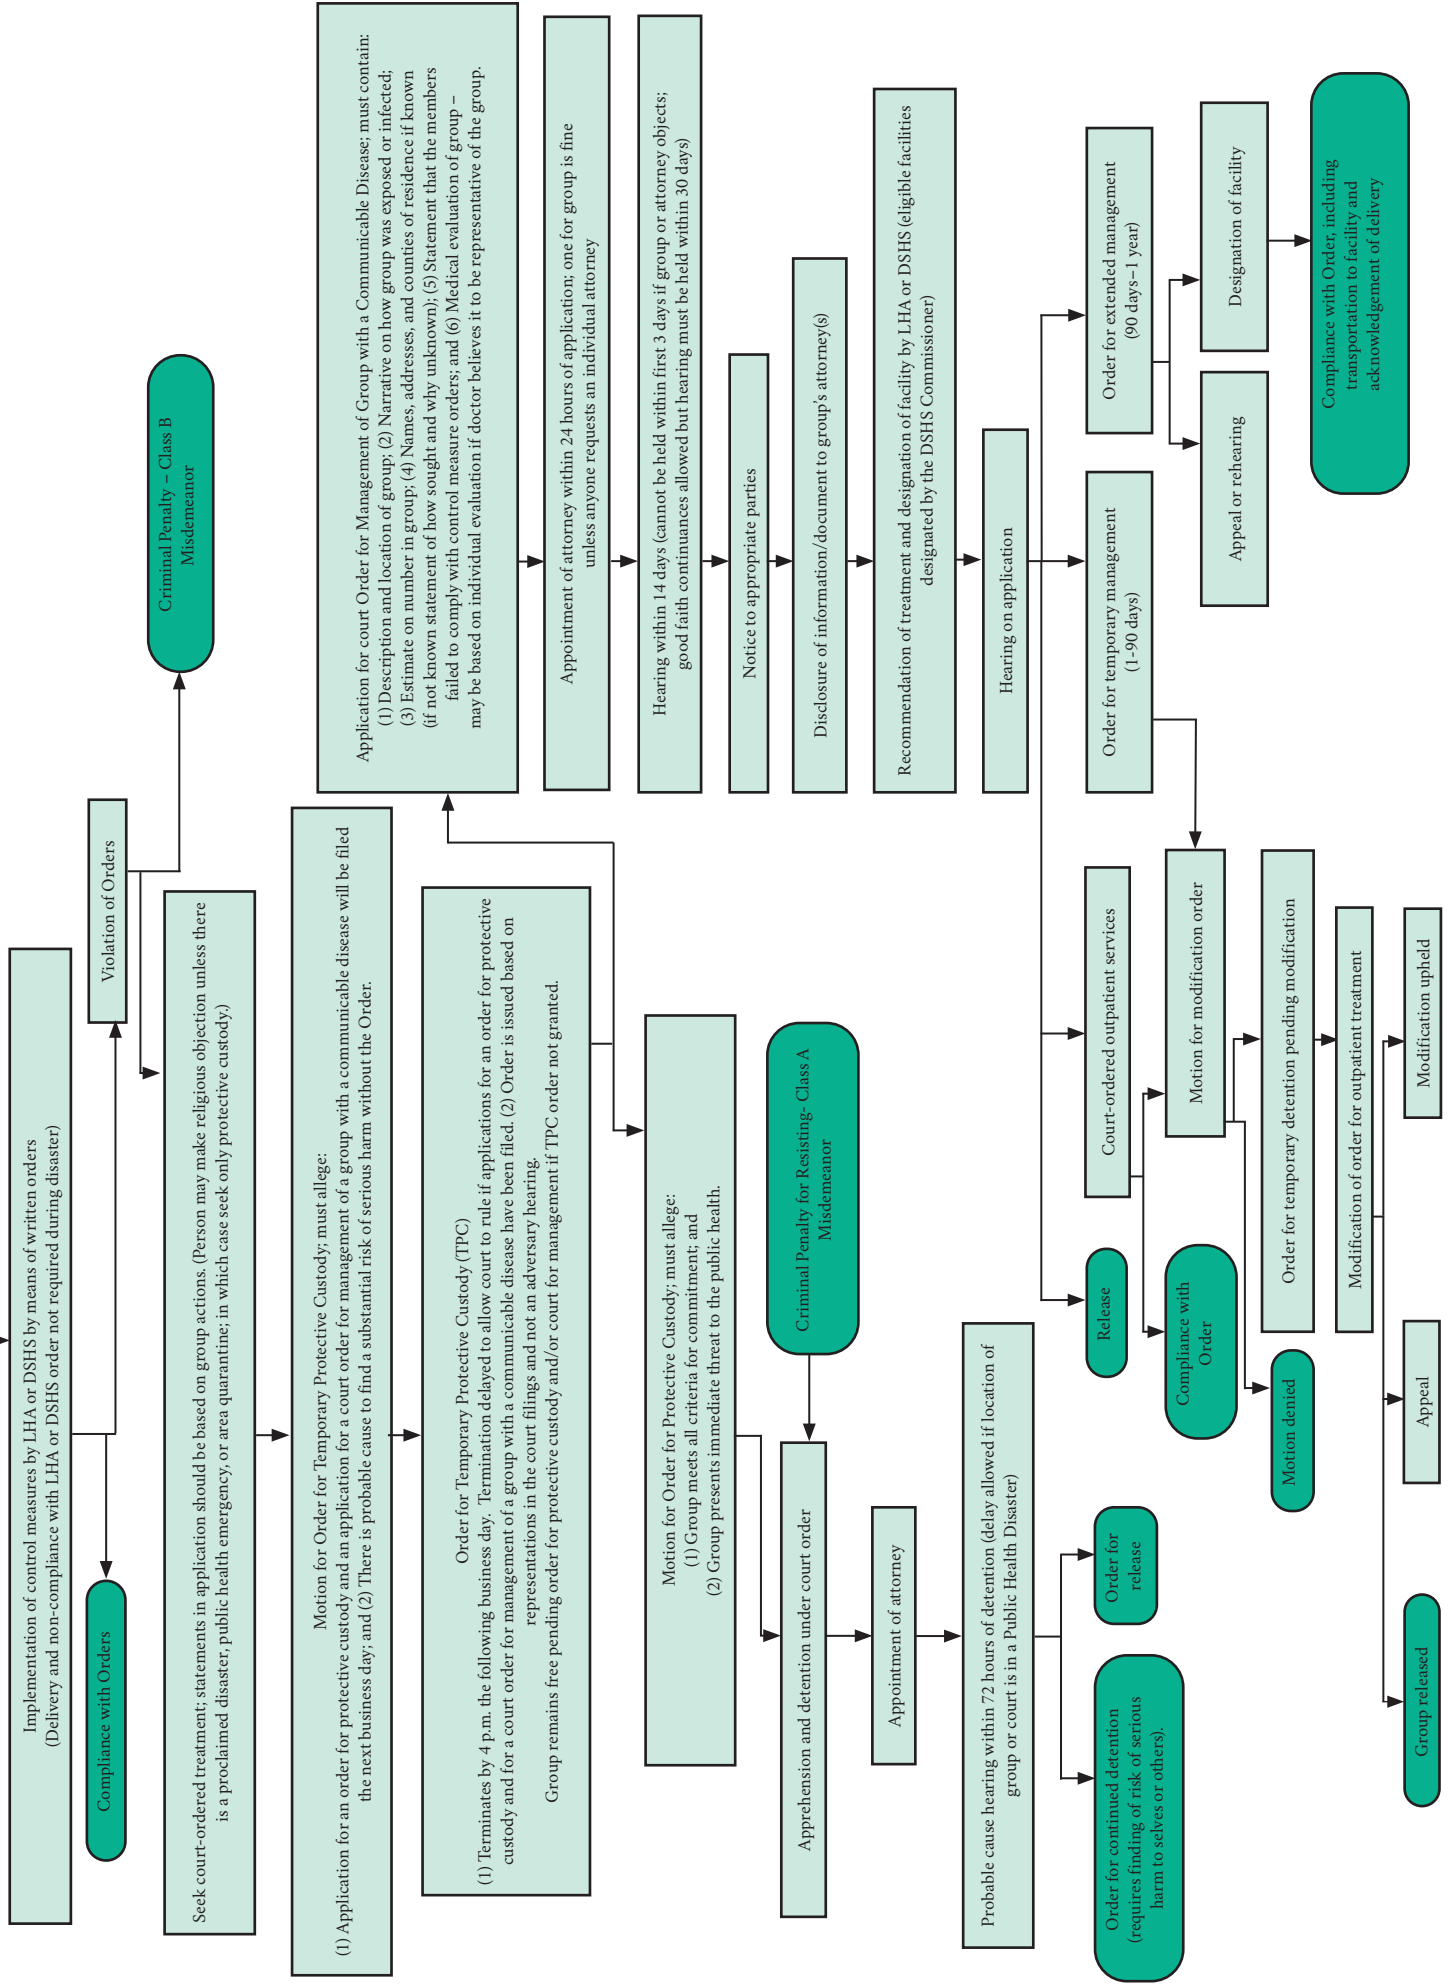 Implementation of control measures by LHA or DSHS by means of written orders
(Delivery and non-compliance with LHA or DSHS order not required during disaster)
Compliance with Orders
Violation of Orders
Criminal Penalty – Class B
Misdemeanor
Seek court-ordered treatment; statements in application should be based on group actions. (Person may make religious objection unless there
is a proclaimed disaster, public health emergency, or area quarantine; in which case seek only protective custody.)
Motion for Order for Temporary Protective Custody; must allege:
(1) Application for an order for protective custody and an application for a court order for management of a group with a communicable disease will be filed
the next business day; and (2) There is probable cause to find a substantial risk of serious harm without the Order.
Order for Temporary Protective Custody (TPC)
(1) Terminates by 4 p.m. the following business day. Termination delayed to allow court to rule if applications for an order for protective
custody and for a court order for management of a group with a communicable disease have been filed. (2) Order is issued based on
representations in the court filings and not an adversary hearing.
Group remains free pending order for protective custody and/or court for management if TPC order not granted.
Motion for Order for Protective Custody; must allege:
(1) Group meets all criteria for commitment; and
(2) Group presents immediate threat to the public health.
Criminal Penalty for Resisting- Class A
Misdemeanor
Apprehension and detention under court order
Appointment of attorney
Probable cause hearing within 72 hours of detention (delay allowed if location of
group or court is in a Public Health Disaster)
Order for continued detention
(requires finding of risk of serious
harm to selves or others).
Order for
release
Application for court Order for Management of Group with a Communicable Disease; must contain:
(1) Description and location of group; (2) Narrative on how group was exposed or infected;
(3) Estimate on number in group; (4) Names, addresses, and counties of residence if known
(if not known statement of how sought and why unknown); (5) Statement that the members
failed to comply with control measure orders; and (6) Medical evaluation of group –
may be based on individual evaluation if doctor believes it to be representative of the group.
Appointment of attorney within 24 hours of application; one for group is fine
unless anyone requests an individual attorney
Hearing within 14 days (cannot be held within first 3 days if group or attorney objects;
good faith continuances allowed but hearing must be held within 30 days)
Notice to appropriate parties
Disclosure of information/document to group's attorney(s)
Recommendation of treatment and designation of facility by LHA or DSHS (eligible facilities
designated by the DSHS Commissioner)
Hearing on application
Release
Court-ordered outpatient services
Order for temporary management
(1-90 days)
Order for extended management
(90 days–1 year)
Compliance with
Order
Motion for modification order
Appeal or rehearing
Designation of facility
Motion denied
Order for temporary detention pending modification
Compliance with Order, including
transportation to facility and
acknowledgement of delivery
Modification of order for outpatient treatment
Group released
Appeal
Modification upheld